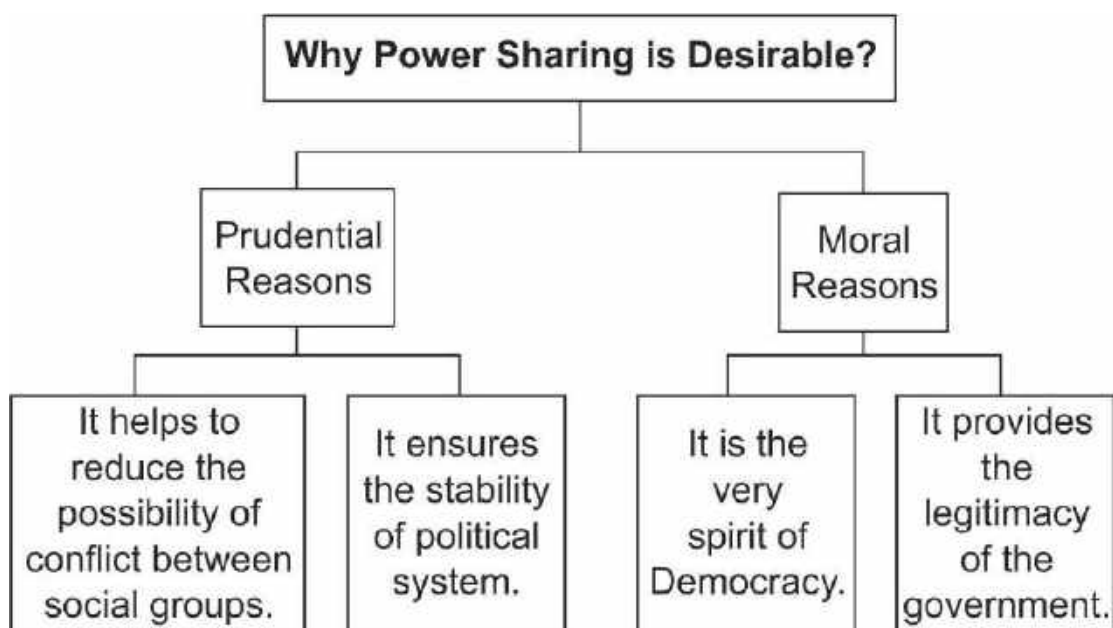 Why Power Sharing is Desirable?
Prudential
Reasons
Moral
Reasons
It helps to
reduce the
possibility of
conflict between
social groups.
It ensures
the stability
of political
system.
It is the
very
spirit of
Democracy.
It provides
the
legitimacy
of the
government.